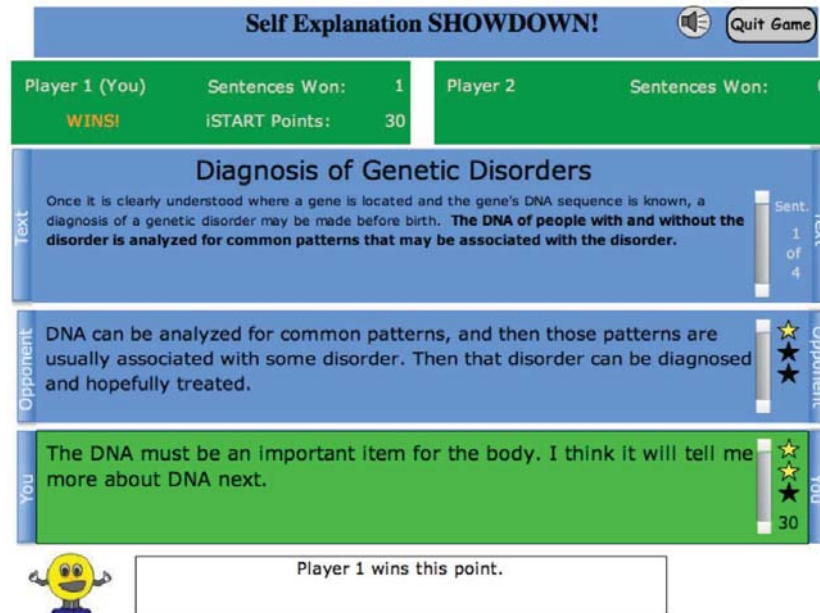 Self Explanation SHOWDOWN!
Quit Game
Player 1 (You) Sentences Won: 1
WINS! iSTART Points: 30
Player 2 Sentences Won:
Diagnosis of Genetic Disorders
Text
Once it is clearly understood where a gene is located and the gene's DNA sequence is known, a
diagnosis of a genetic disorder may be made before birth. The DNA of people with and without the
disorder is analyzed for common patterns that may be associated with the disorder.
Sent.
1
of
4
Text
Opponent
DNA can be analyzed for common patterns, and then those patterns are
usually associated with some disorder. Then that disorder can be diagnosed
and hopefully treated.
Opponent
You
The DNA must be an important item for the body. I think it will tell me
more about DNA next.
30
You
Player 1 wins this point.